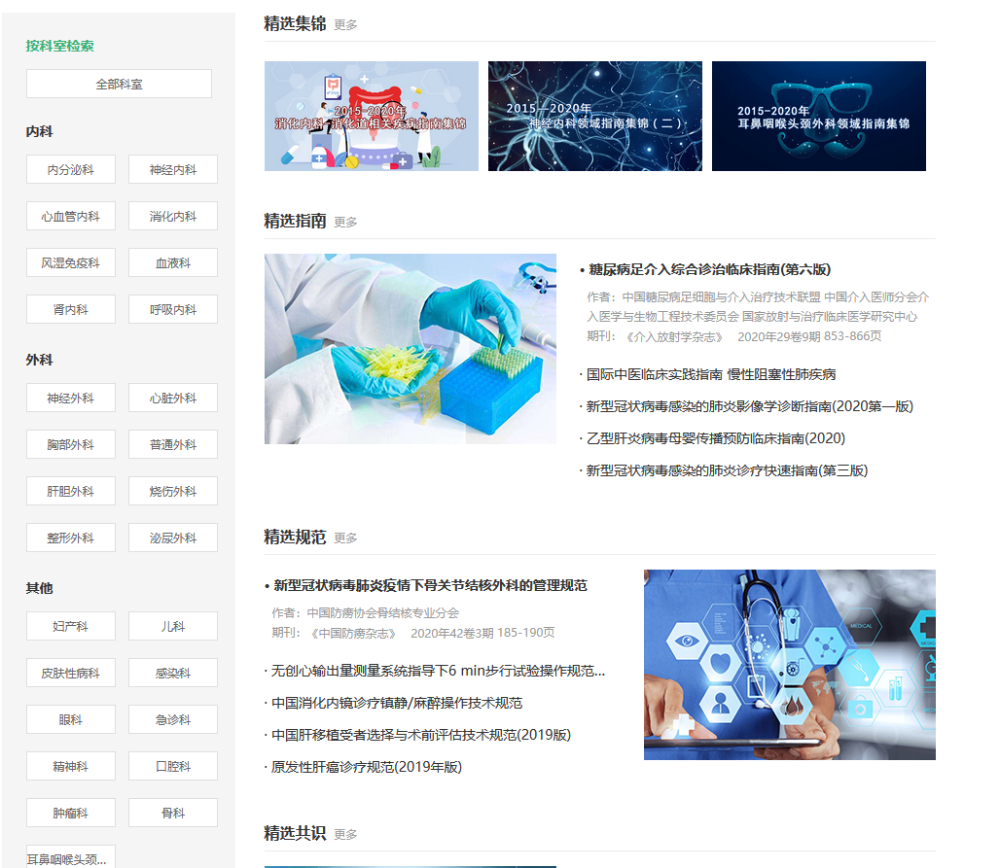 按科室检索
全部科室
内科
内分泌科
神经内科
心血管内科
消化内科
风湿免疫科
血液科
肾内科
呼吸内科
外科
神经外科
心脏外科
胸部外科
普通外科
肝胆外科
烧伤外科
整形外科
泌尿外科
其他
妇产科
儿科
皮肤性病科
感染科
眼科
急诊科
精神科
口腔科
肿瘤科
骨科
耳鼻咽喉头颈...
精选集锦 更多
2015-2020年
消化内科-消化道相关疾病指南集锦
2015—2020年
神经内科领域指南集锦（二）
2015-2020年
耳鼻咽喉头颈外科领域指南集锦
精选指南 更多
• 糖尿病足介入综合诊治临床指南(第六版)
作者：中国糖尿病足细胞与介入治疗技术联盟 中国介入医师分会介
入医学与生物工程技术委员会 国家放射与治疗临床医学研究中心
期刊：《介入放射学杂志》 2020年29卷9期 853-866页
· 国际中医临床实践指南 慢性阻塞性肺疾病
· 新型冠状病毒感染的肺炎影像学诊断指南(2020第一版)
· 乙型肝炎病毒母婴传播预防临床指南(2020)
· 新型冠状病毒感染的肺炎诊疗快速指南(第三版)
精选规范 更多
• 新型冠状病毒肺炎疫情下骨关节结核外科的管理规范
作者：中国防痨协会骨结核专业分会
期刊：《中国防痨杂志》 2020年42卷3期 185-190页
· 无创心输出量测量系统指导下6 min步行试验操作规范...
· 中国消化内镜诊疗镇静/麻醉操作技术规范
· 中国肝移植受者选择与术前评估技术规范(2019版)
· 原发性肝癌诊疗规范(2019年版)
MEDICAL
精选共识 更多